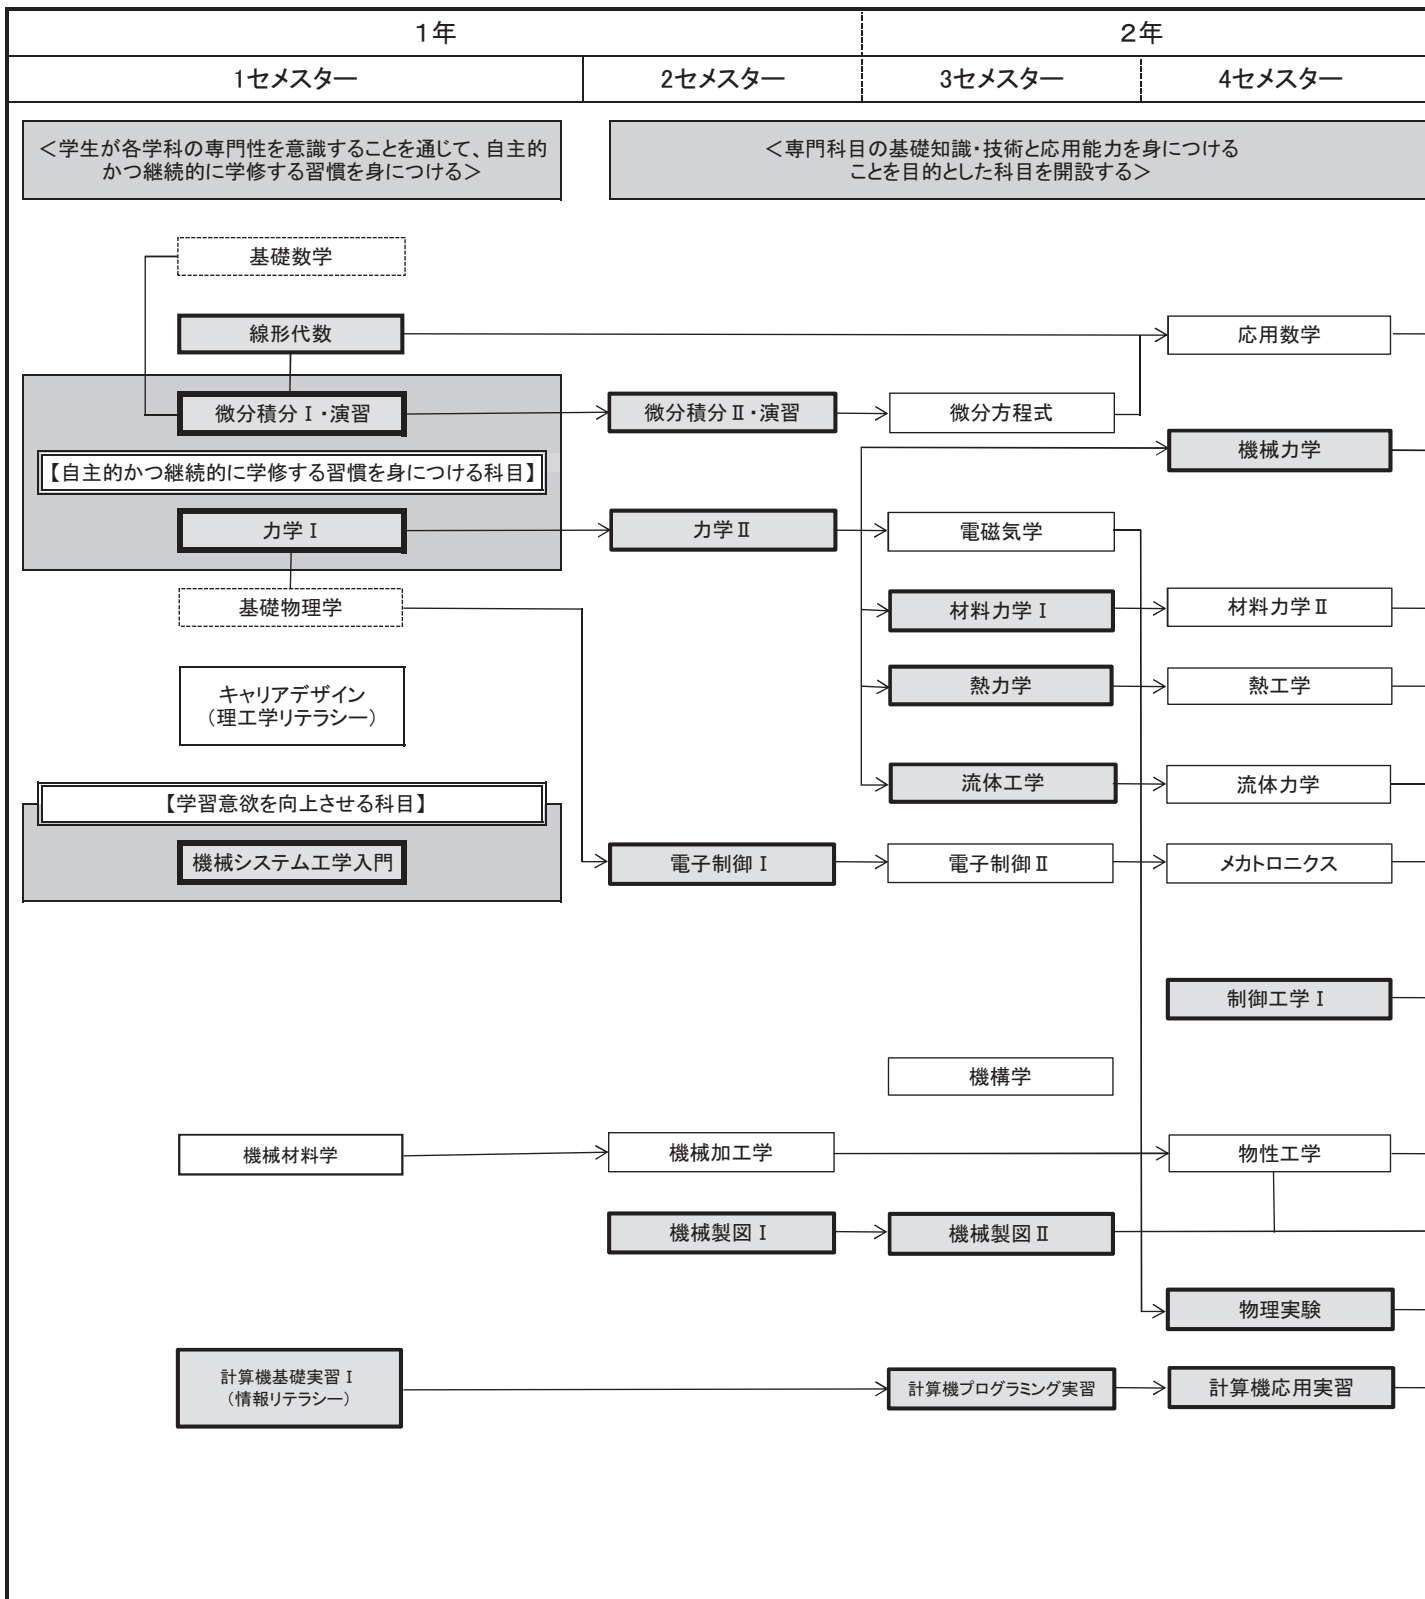 １年
２年
1セメスター
2セメスター
3セメスター
4セメスター
＜学生が各学科の専門性を意識することを通じて、自主的
かつ継続的に学修する習慣を身につける＞
＜専門科目の基礎知識・技術と応用能力を身につける
ことを目的とした科目を開設する＞
基礎数学
線形代数
応用数学
微分積分Ⅰ・演習
微分積分Ⅱ・演習
微分方程式
機械力学
【自主的かつ継続的に学修する習慣を身につける科目】
力学Ⅰ
力学Ⅱ
電磁気学
基礎物理学
材料力学Ⅰ
材料力学Ⅱ
キャリアデザイン
（理工学リテラシー）
熱力学
熱工学
【学習意欲を向上させる科目】
流体工学
流体力学
機械システム工学入門
電子制御Ⅰ
電子制御Ⅱ
メカトロニクス
制御工学Ⅰ
機構学
機械材料学
機械加工学
物性工学
機械製図Ⅰ
機械製図Ⅱ
物理実験
計算機基礎実習Ⅰ
（情報リテラシー）
計算機プログラミング実習
計算機応用実習